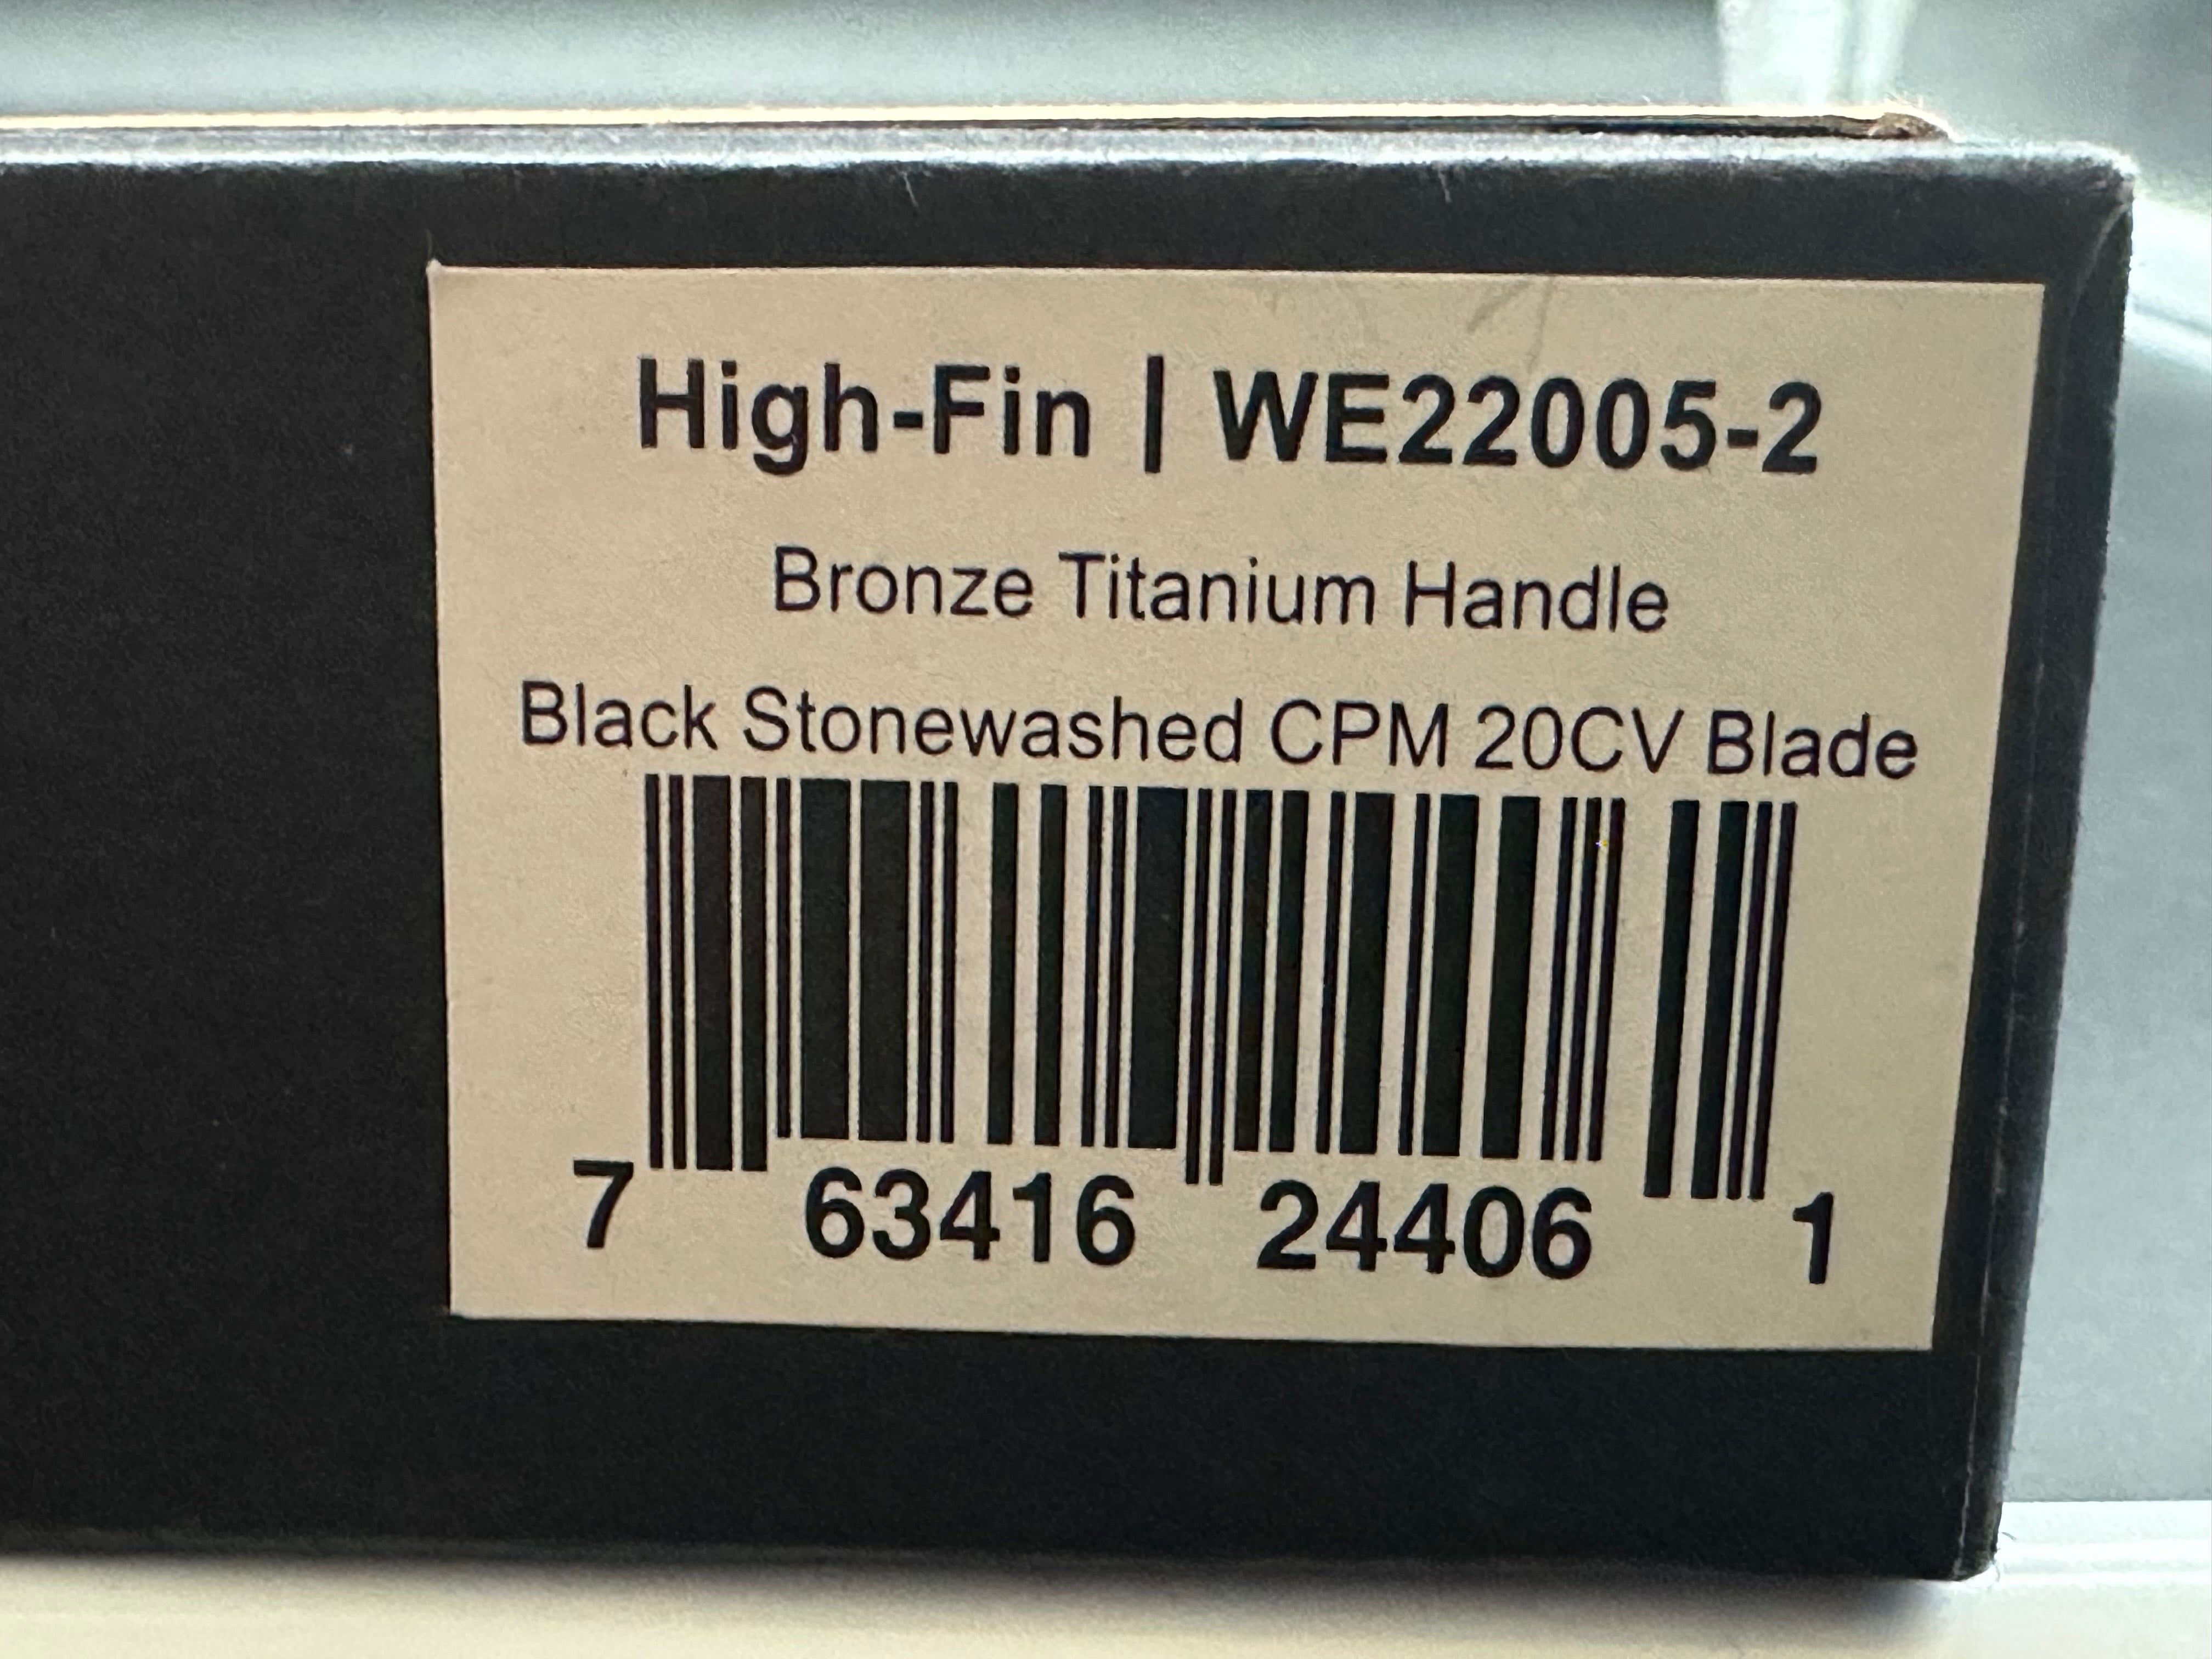 High-Fin | WE22005-2
Bronze Titanium Handle
Black Stonewashed CPM 20CV Blade
7 63416 24406 1